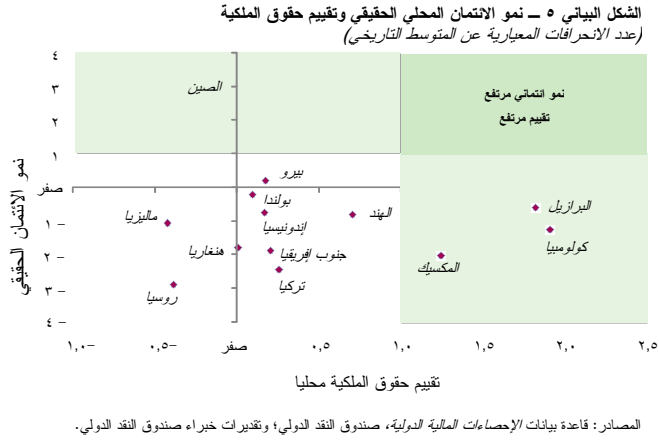 الشكل البياني ٥ ــ نمو الائتمان المحلي الحقيقي وتقييم حقوق الملكية
(عدد الانحرافات المعيارية عن المتوسط التاريخي)
٤
٣
٢
١
صفر
١ –
٢ –
٣ –
٤ –
نمو الائتمان الحقيقي
الصين
نمو ائتماني مرتفع
تقييم مرتفع
بيرو
بولندا
إندونيسيا
الهند
ماليزيا
البرازيل
كولومبيا
هنغاريا
جنوب إفريقيا
المكسيك
تركيا
روسيا
١,٠–
٠,٥–
صفر
٠,٥
١,٠
١,٥
٢,٠
٢,٥
تقييم حقوق الملكية محليا
المصادر: قاعدة بيانات الإحصاءات المالية الدولية، صندوق النقد الدولي؛ وتقديرات خبراء صندوق النقد الدولي.